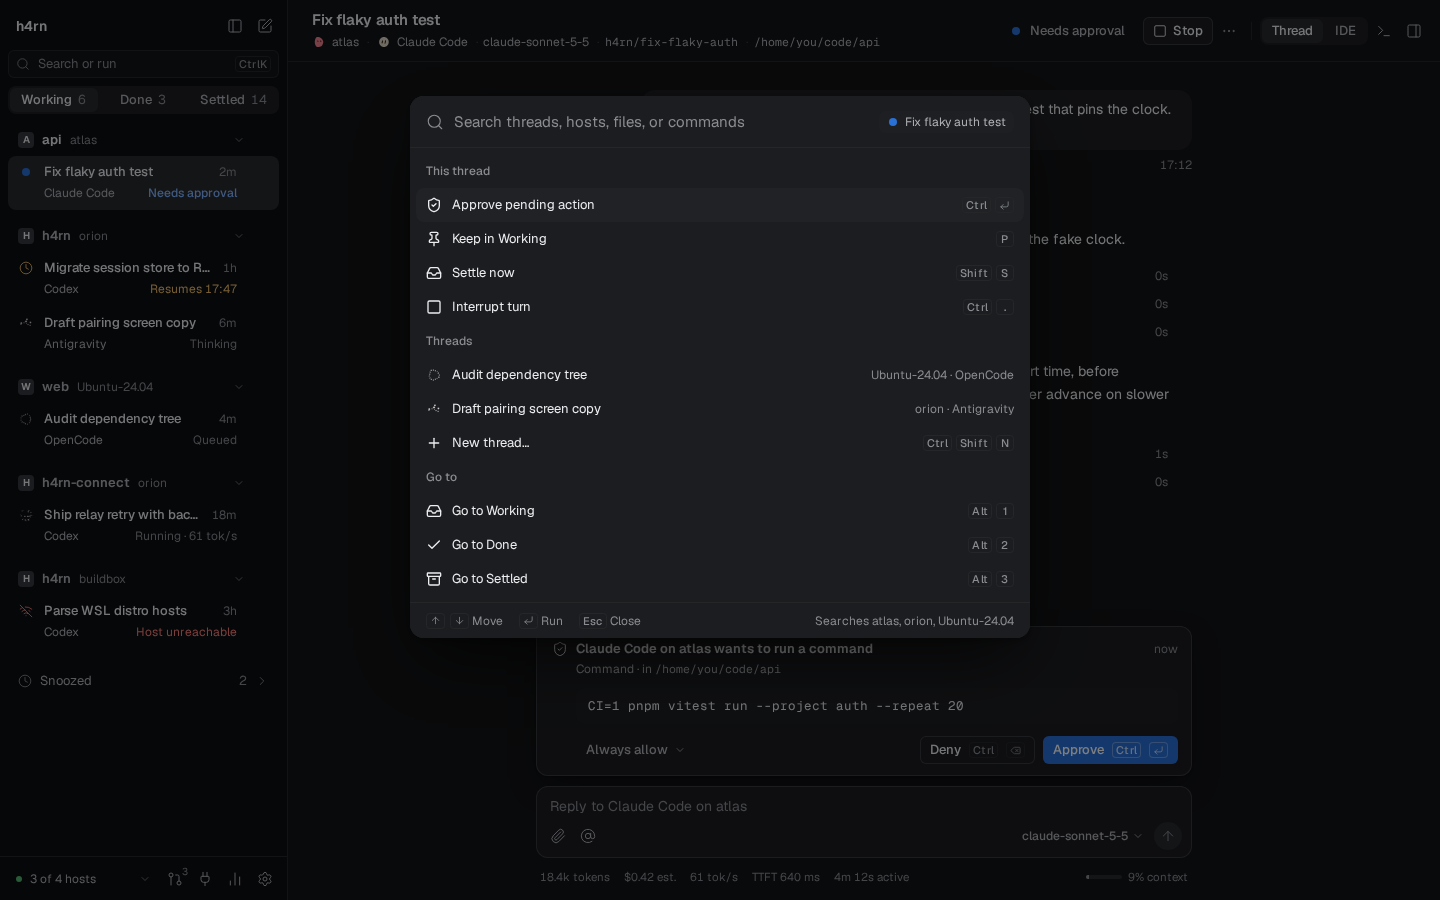 h4rn
Search or run CtrlK
Working 6 Done 3 Settled 14
A api atlas
Fix flaky auth test 2m
Claude Code Needs approval
H h4rn orion
Migrate session store to R... 1h
Codex Resumes 17:47
Draft pairing screen copy 6m
Antigravity Thinking
W web Ubuntu-24.04
Audit dependency tree 4m
OpenCode Queued
H h4rn-connect orion
Ship relay retry with bac... 18m
Codex Running · 61 tok/s
H h4rn buildbox
Parse WSL distro hosts 3h
Codex Host unreachable
Snoozed 2
3 of 4 hosts 3
Fix flaky auth test
atlas Claude Code · claude-sonnet-5-5 · h4rn/fix-flaky-auth · /home/you/code/api
Needs approval Stop ··· Thread IDE
est that pins the clock.
17:12
the fake clock.
0s
0s
0s
rt time, before
er advance on slower
1s
0s
Search threads, hosts, files, or commands Fix flaky auth test
This thread
Approve pending action Ctrl ↵
Keep in Working P
Settle now Shift S
Interrupt turn Ctrl .
Threads
Audit dependency tree Ubuntu-24.04 · OpenCode
Draft pairing screen copy orion · Antigravity
New thread... Ctrl Shift N
Go to
Go to Working Alt 1
Go to Done Alt 2
Go to Settled Alt 3
↑ ↓ Move ↵ Run Esc Close Searches atlas, orion, Ubuntu-24.04
Claude Code on atlas wants to run a command now
Command · in /home/you/code/api
CI=1 pnpm vitest run --project auth --repeat 20
Always allow Deny Ctrl ⌫ Approve Ctrl ↵
Reply to Claude Code on atlas
claude-sonnet-5-5
18.4k tokens $0.42 est. 61 tok/s TTFT 640 ms 4m 12s active 9% context